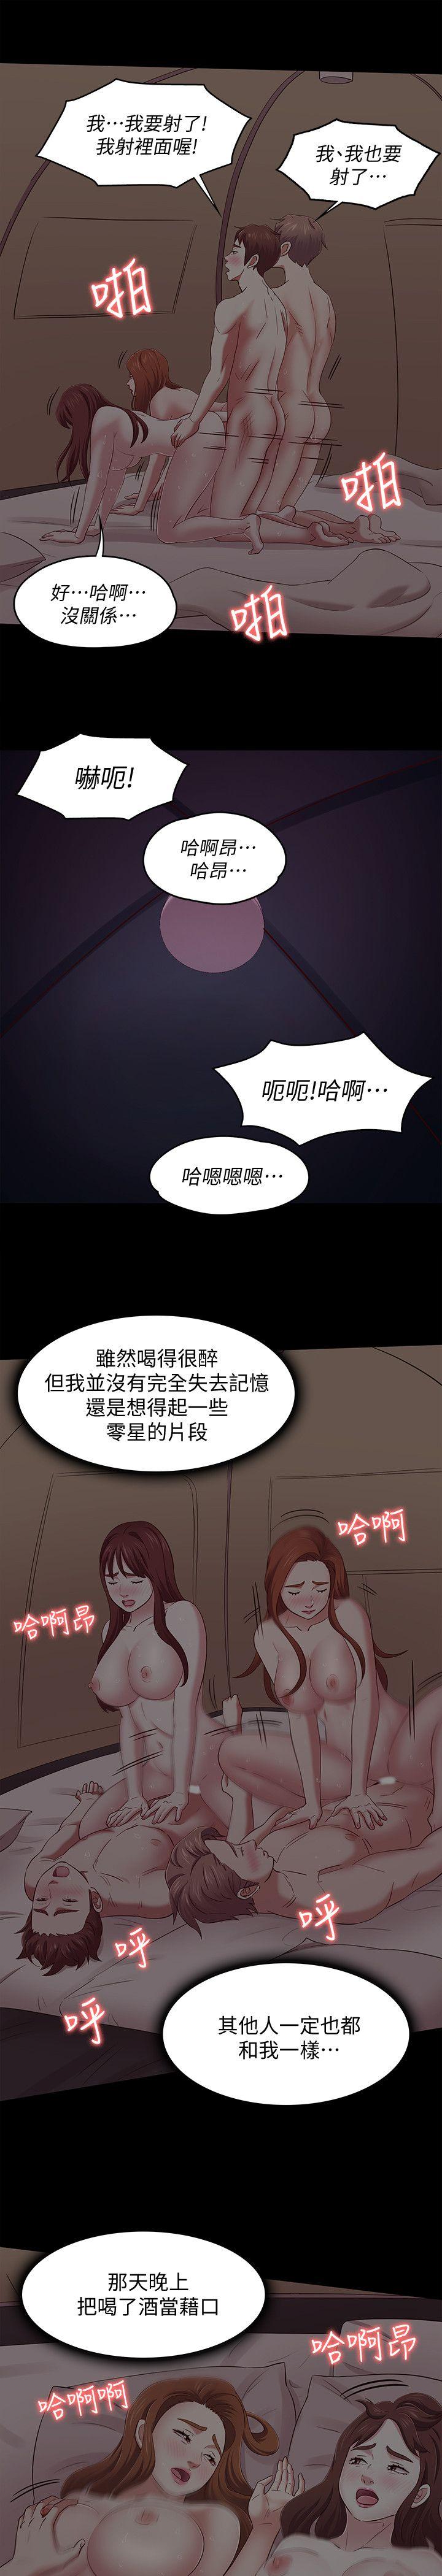 我⋯我要射了!
我射裡面喔!
我、我也要
射了⋯
啪
啪
好⋯哈啊⋯
沒關係⋯
啪
嚇呃!
哈啊昂⋯
哈昂⋯
呃呃!哈啊⋯
哈嗯嗯嗯⋯
雖然喝得很醉
但我並沒有完全失去記憶
還是想得起一些
零星的片段
哈啊
哈啊昂
呼
呼
呼
其他人一定也都
和我一樣⋯
那天晚上
把喝了酒當藉口
哈啊昂
哈啊啊